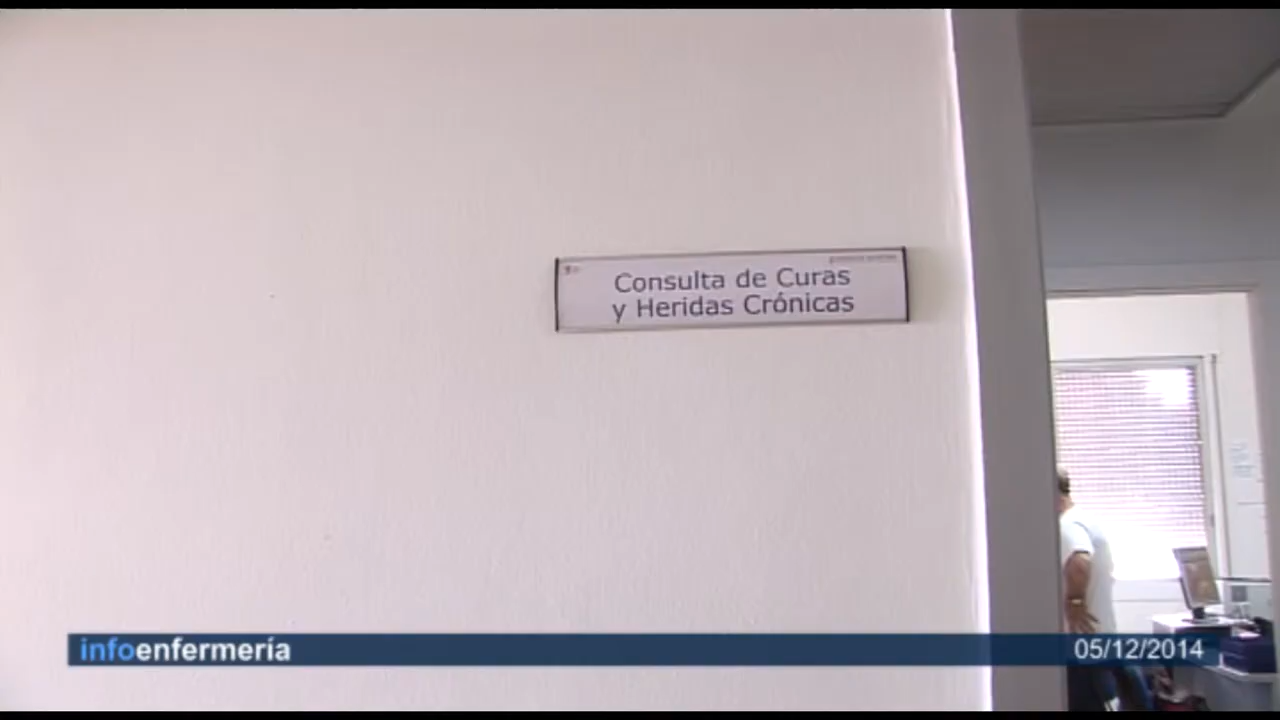 Consulta de Curas
y Heridas Crónicas
infoenfermería
05/12/2014